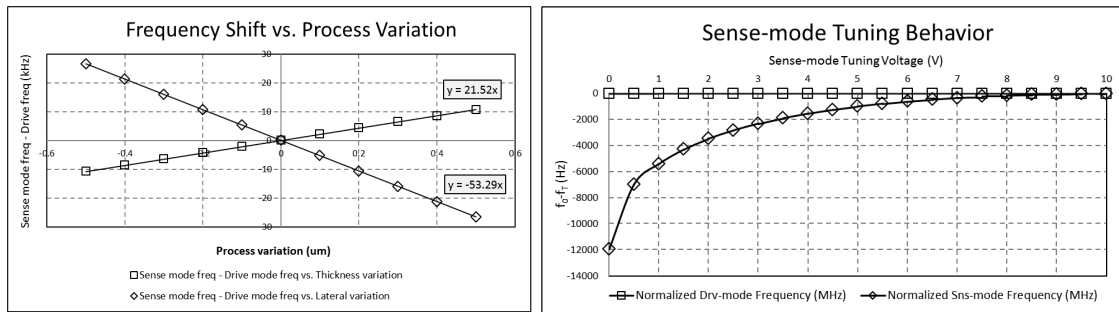 Frequency Shift vs. Process Variation
Sense mode freq - Drive freq (kHz)
30
20
10
0
-10
-20
30
-0.6
-0.4
-0.2
0
0.2
0.4
0.6
y = 21.52x
y = -53.29x
Process variation (um)
Sense mode freq - Drive mode freq vs. Thickness variation
Sense mode freq - Drive mode freq vs. Lateral variation
Sense-mode Tuning Behavior
Sense-mode Tuning Voltage (V)
0 1 2 3 4 5 6 7 8 9 10
f0-fT (Hz)
0
-2000
-4000
-6000
-8000
-10000
-12000
-14000
Normalized Drv-mode Frequency (MHz) Normalized Sns-mode Frequency (MHz)